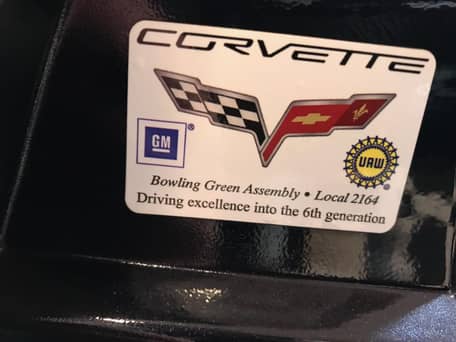 CORVETTE
GM ®
UAW ®
Bowling Green Assembly • Local 2164
Driving excellence into the 6th generation